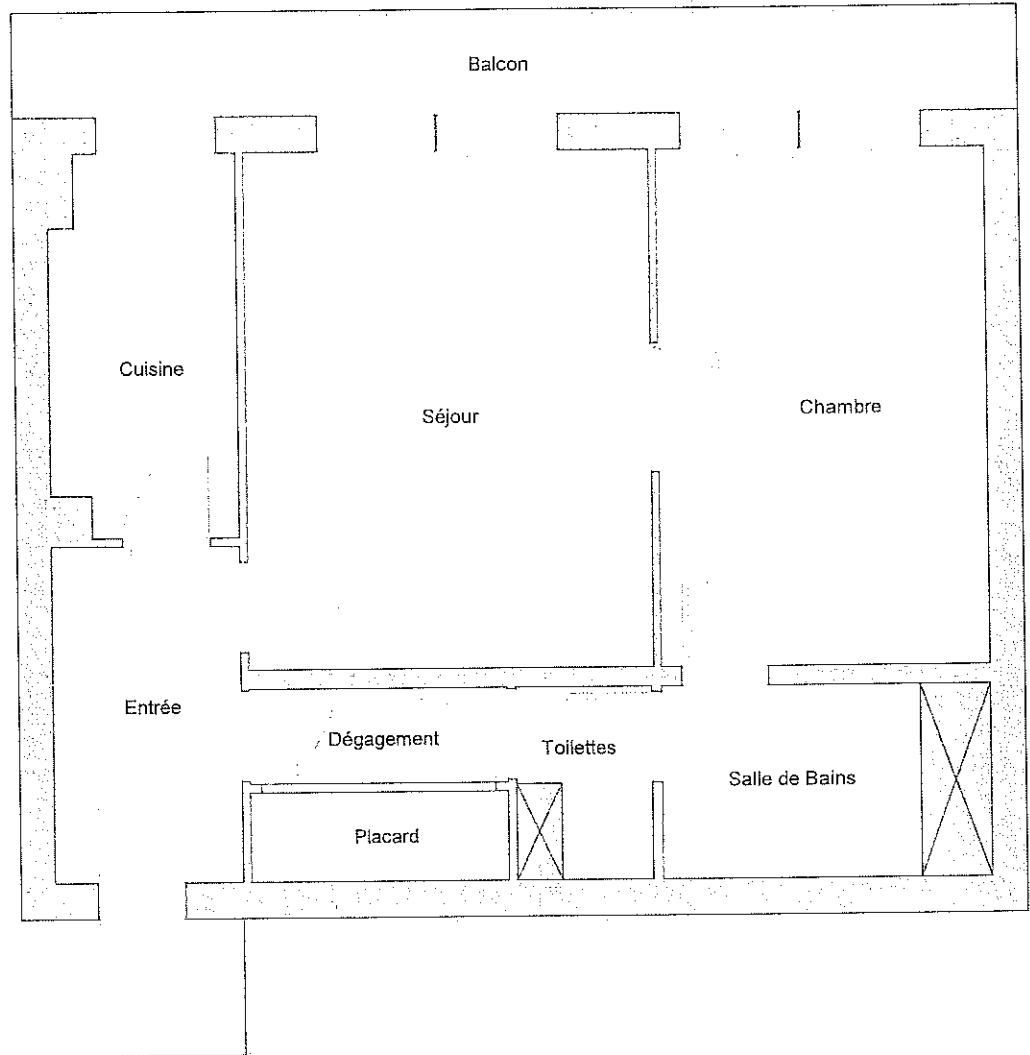 Balcon
Cuisine
Séjour
Chambre
Entrée
Dégagement
Toilettes
Salle de Bains
Placard